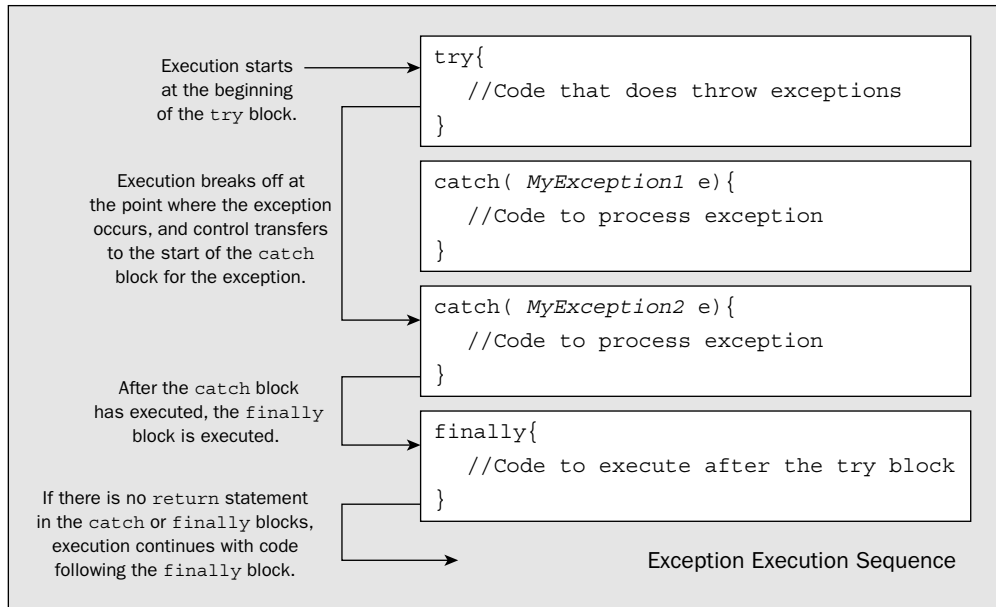 Execution starts
at the beginning
of the try block.
try{
//Code that does throw exceptions
}
Execution breaks off at
the point where the exception
occurs, and control transfers
to the start of the catch
block for the exception.
catch( MyException1 e){
//Code to process exception
}
catch( MyException2 e){
//Code to process exception
}
After the catch block
has executed, the finally
block is executed.
finally{
//Code to execute after the try block
}
If there is no return statement
in the catch or finally blocks,
execution continues with code
following the finally block.
Exception Execution Sequence